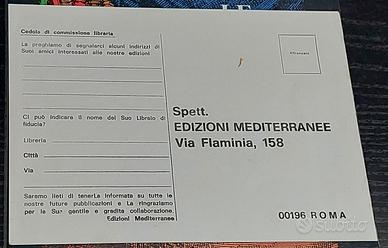 Cedola di commissione libraria
La preghiamo di segnalarci alcuni indirizzi di
Suoi amici interessati alle nostre edizioni
Ci può indicare il nome del Suo Libraio di
fiducia?
Libreria
Città
Via
Saremo lieti di tenerLa informata su tutte le
nostre future pubblicazioni e La ringraziamo
per la Sua gentile e gradita collaborazione.
Edizioni Mediterranee
Affrancare
Spett.
EDIZIONI MEDITERRANEE
Via Flaminia, 158
00196 ROMA
subito